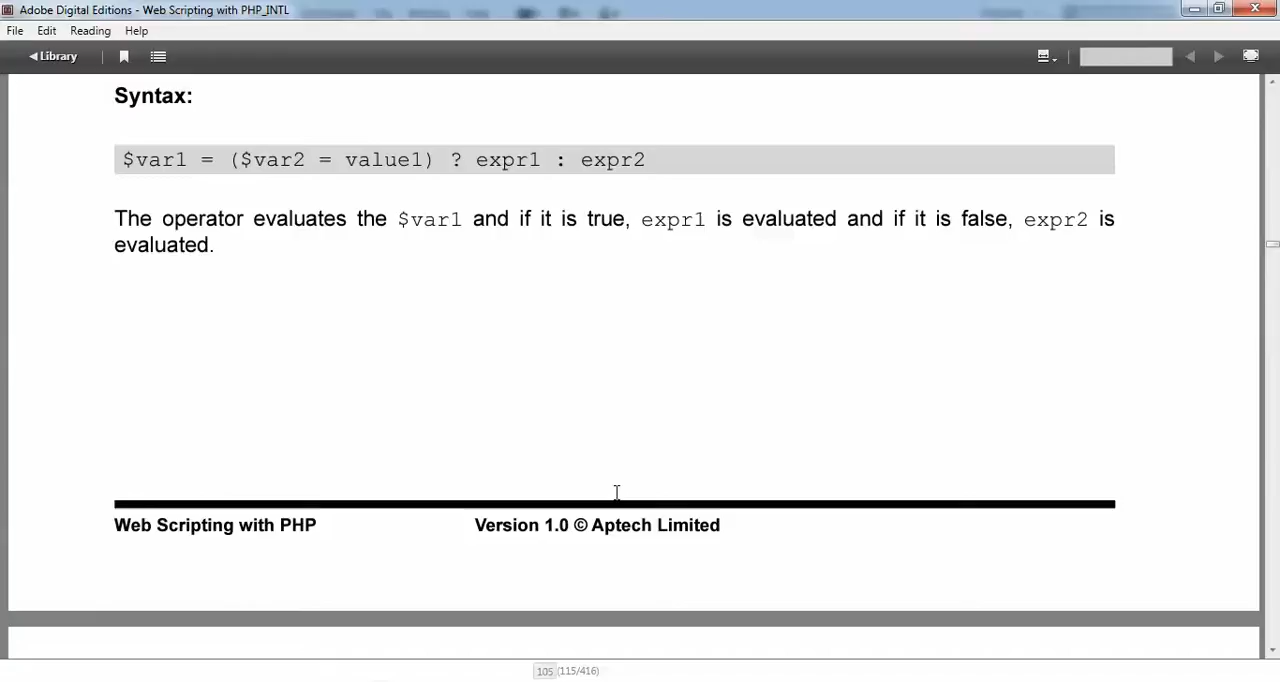 Adobe Digital Editions - Web Scripting with PHP_INTL
File Edit Reading Help
Library
Syntax:
$var1 = ($var2 = value1) ? expr1 : expr2
The operator evaluates the $var1 and if it is true, expr1 is evaluated and if it is false, expr2 is
evaluated.
Web Scripting with PHP Version 1.0 © Aptech Limited
105 (115/416)